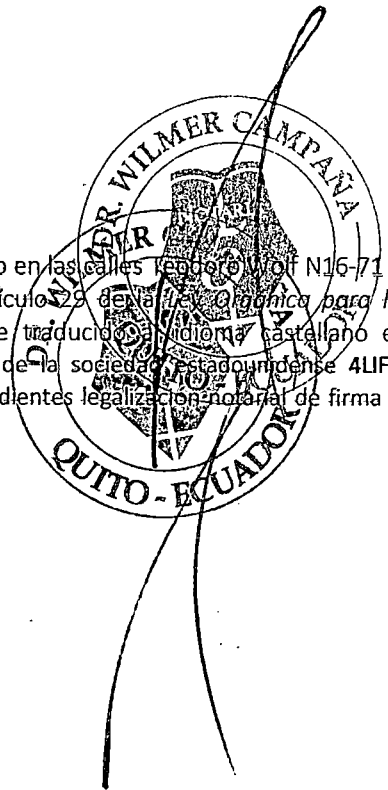 DR. WILMER CAMPAÑA
o en las calles Teodoro Wolf N16-71
ículo 29 de la Ley Orgánica para
e traducido al idioma castellano e
de la sociedad estadounidense 4LIF
dientes legalización notarial de firma
QUITO - ECUADOR